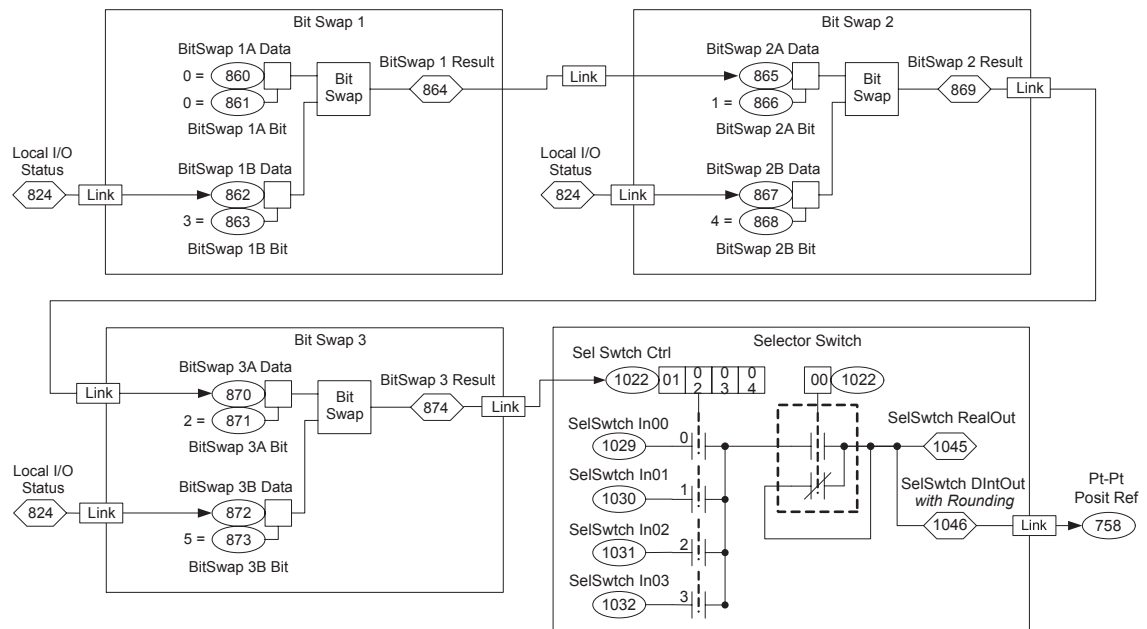 Bit Swap 1
BitSwap 1A Data
0 = 860
0 = 861
BitSwap 1A Bit
Bit
Swap
BitSwap 1 Result
864
Local I/O
Status
824
Link
BitSwap 1B Data
862
3 = 863
BitSwap 1B Bit
Link
Bit Swap 2
BitSwap 2A Data
865
1 = 866
BitSwap 2A Bit
Bit
Swap
BitSwap 2 Result
869
Link
Local I/O
Status
824
Link
BitSwap 2B Data
867
4 = 868
BitSwap 2B Bit
Bit Swap 3
Link
BitSwap 3A Data
870
2 = 871
BitSwap 3A Bit
Bit
Swap
BitSwap 3 Result
874
Link
Local I/O
Status
824
Link
BitSwap 3B Data
872
5 = 873
BitSwap 3B Bit
Selector Switch
Sel Swtch Ctrl
1022 01 02 03 04
00 1022
SelSwtch In00
1029 0
SelSwtch In01
1030 1
SelSwtch In02
1031 2
SelSwtch In03
1032 3
SelSwtch RealOut
1045
SelSwtch DIntOut
with Rounding
1046
Link
Pt-Pt
Posit Ref
758